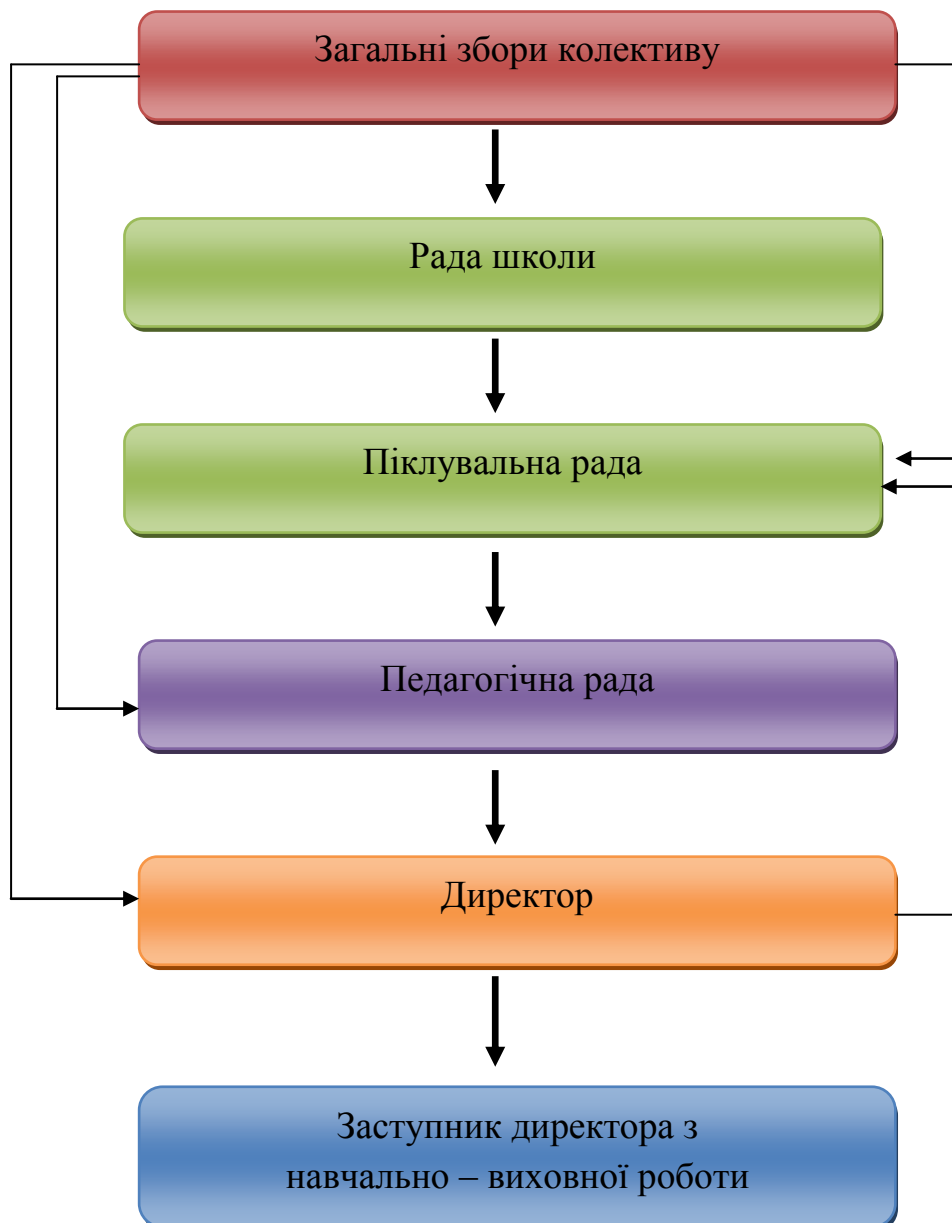 Загальні збори колективу
Рада школи
Піклувальна рада
Педагогічна рада
Директор
Заступник директора з
навчально – виховної роботи